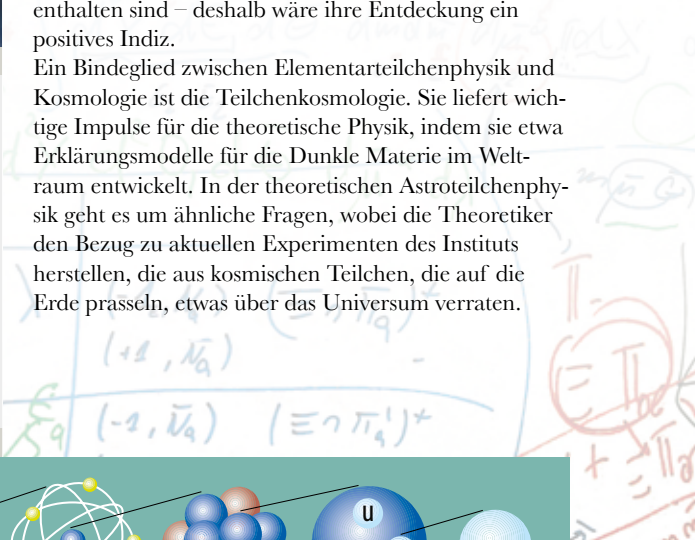 enthalten sind – deshalb wäre ihre Entdeckung ein
positives Indiz.
Ein Bindeglied zwischen Elementarteilchenphysik und
Kosmologie ist die Teilchenkosmologie. Sie liefert wich-
tige Impulse für die theoretische Physik, indem sie etwa
Erklärungsmodelle für die Dunkle Materie im Welt-
raum entwickelt. In der theoretischen Astroteilchenphy-
sik geht es um ähnliche Fragen, wobei die Theoretiker
den Bezug zu aktuellen Experimenten des Instituts
herstellen, die aus kosmischen Teilchen, die auf die
Erde prasseln, etwas über das Universum verraten.
u